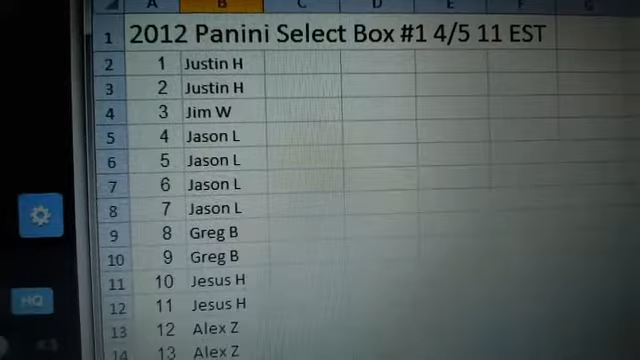 A B C D E F G
1 2012 Panini Select Box #1 4/5 11 EST
2 1 Justin H
3 2 Justin H
4 3 Jim W
5 4 Jason L
6 5 Jason L
7 6 Jason L
8 7 Jason L
9 8 Greg B
10 9 Greg B
11 10 Jesus H
12 11 Jesus H
13 12 Alex Z
14 13 Alex Z
HQ